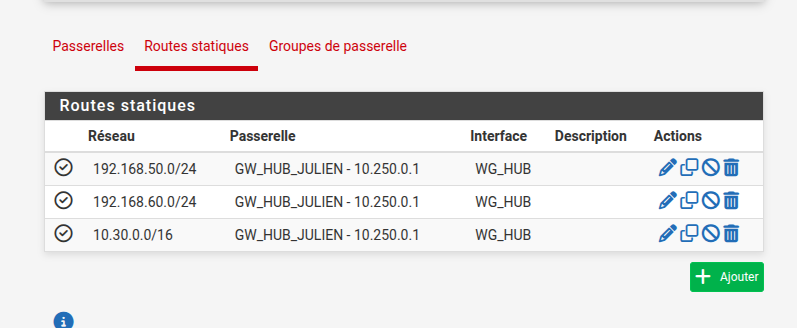 Passerelles Routes statiques Groupes de passerelle
Routes statiques
Réseau Passerelle Interface Description Actions
192.168.50.0/24 GW_HUB_JULIEN - 10.250.0.1 WG_HUB
192.168.60.0/24 GW_HUB_JULIEN - 10.250.0.1 WG_HUB
10.30.0.0/16 GW_HUB_JULIEN - 10.250.0.1 WG_HUB
Ajouter